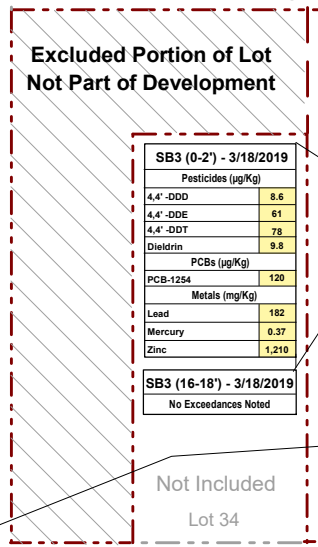 Excluded Portion of Lot
Not Part of Development
SB3 (0-2') - 3/18/2019
Pesticides (µg/Kg)
4,4' -DDD 8.6
4,4' -DDE 61
4,4' -DDT 78
Dieldrin 9.8
PCBs (µg/Kg)
PCB-1254 120
Metals (mg/Kg)
Lead 182
Mercury 0.37
Zinc 1,210
SB3 (16-18') - 3/18/2019
No Exceedances Noted
Not Included
Lot 34